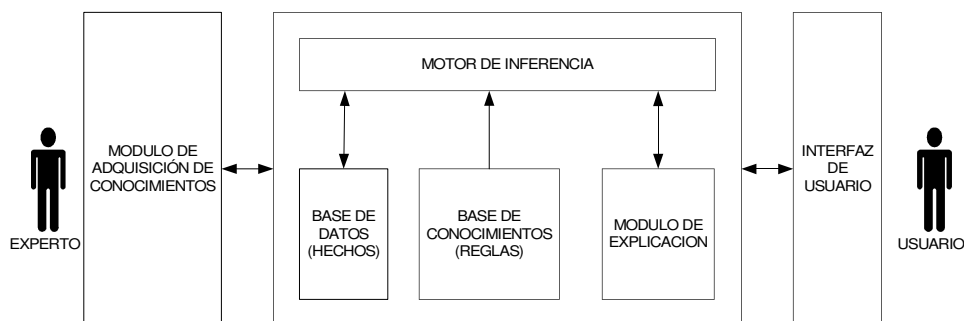 MOTOR DE INFERENCIA
MODULO DE
ADQUISICIÓN DE
CONOCIMIENTOS
INTERFAZ
DE
USUARIO
BASE DE
DATOS
(HECHOS)
BASE DE
CONOCIMIENTOS
(REGLAS)
MODULO DE
EXPLICACION
EXPERTO
USUARIO